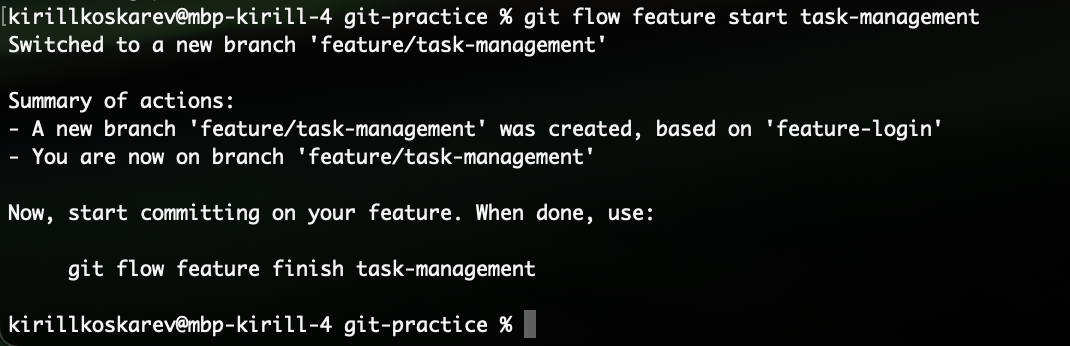 [kirillkoskarev@mbp-kirill-4 git-practice % git flow feature start task-management
Switched to a new branch 'feature/task-management'
Summary of actions:
- A new branch 'feature/task-management' was created, based on 'feature-login'
- You are now on branch 'feature/task-management'
Now, start committing on your feature. When done, use:
git flow feature finish task-management
kirillkoskarev@mbp-kirill-4 git-practice %